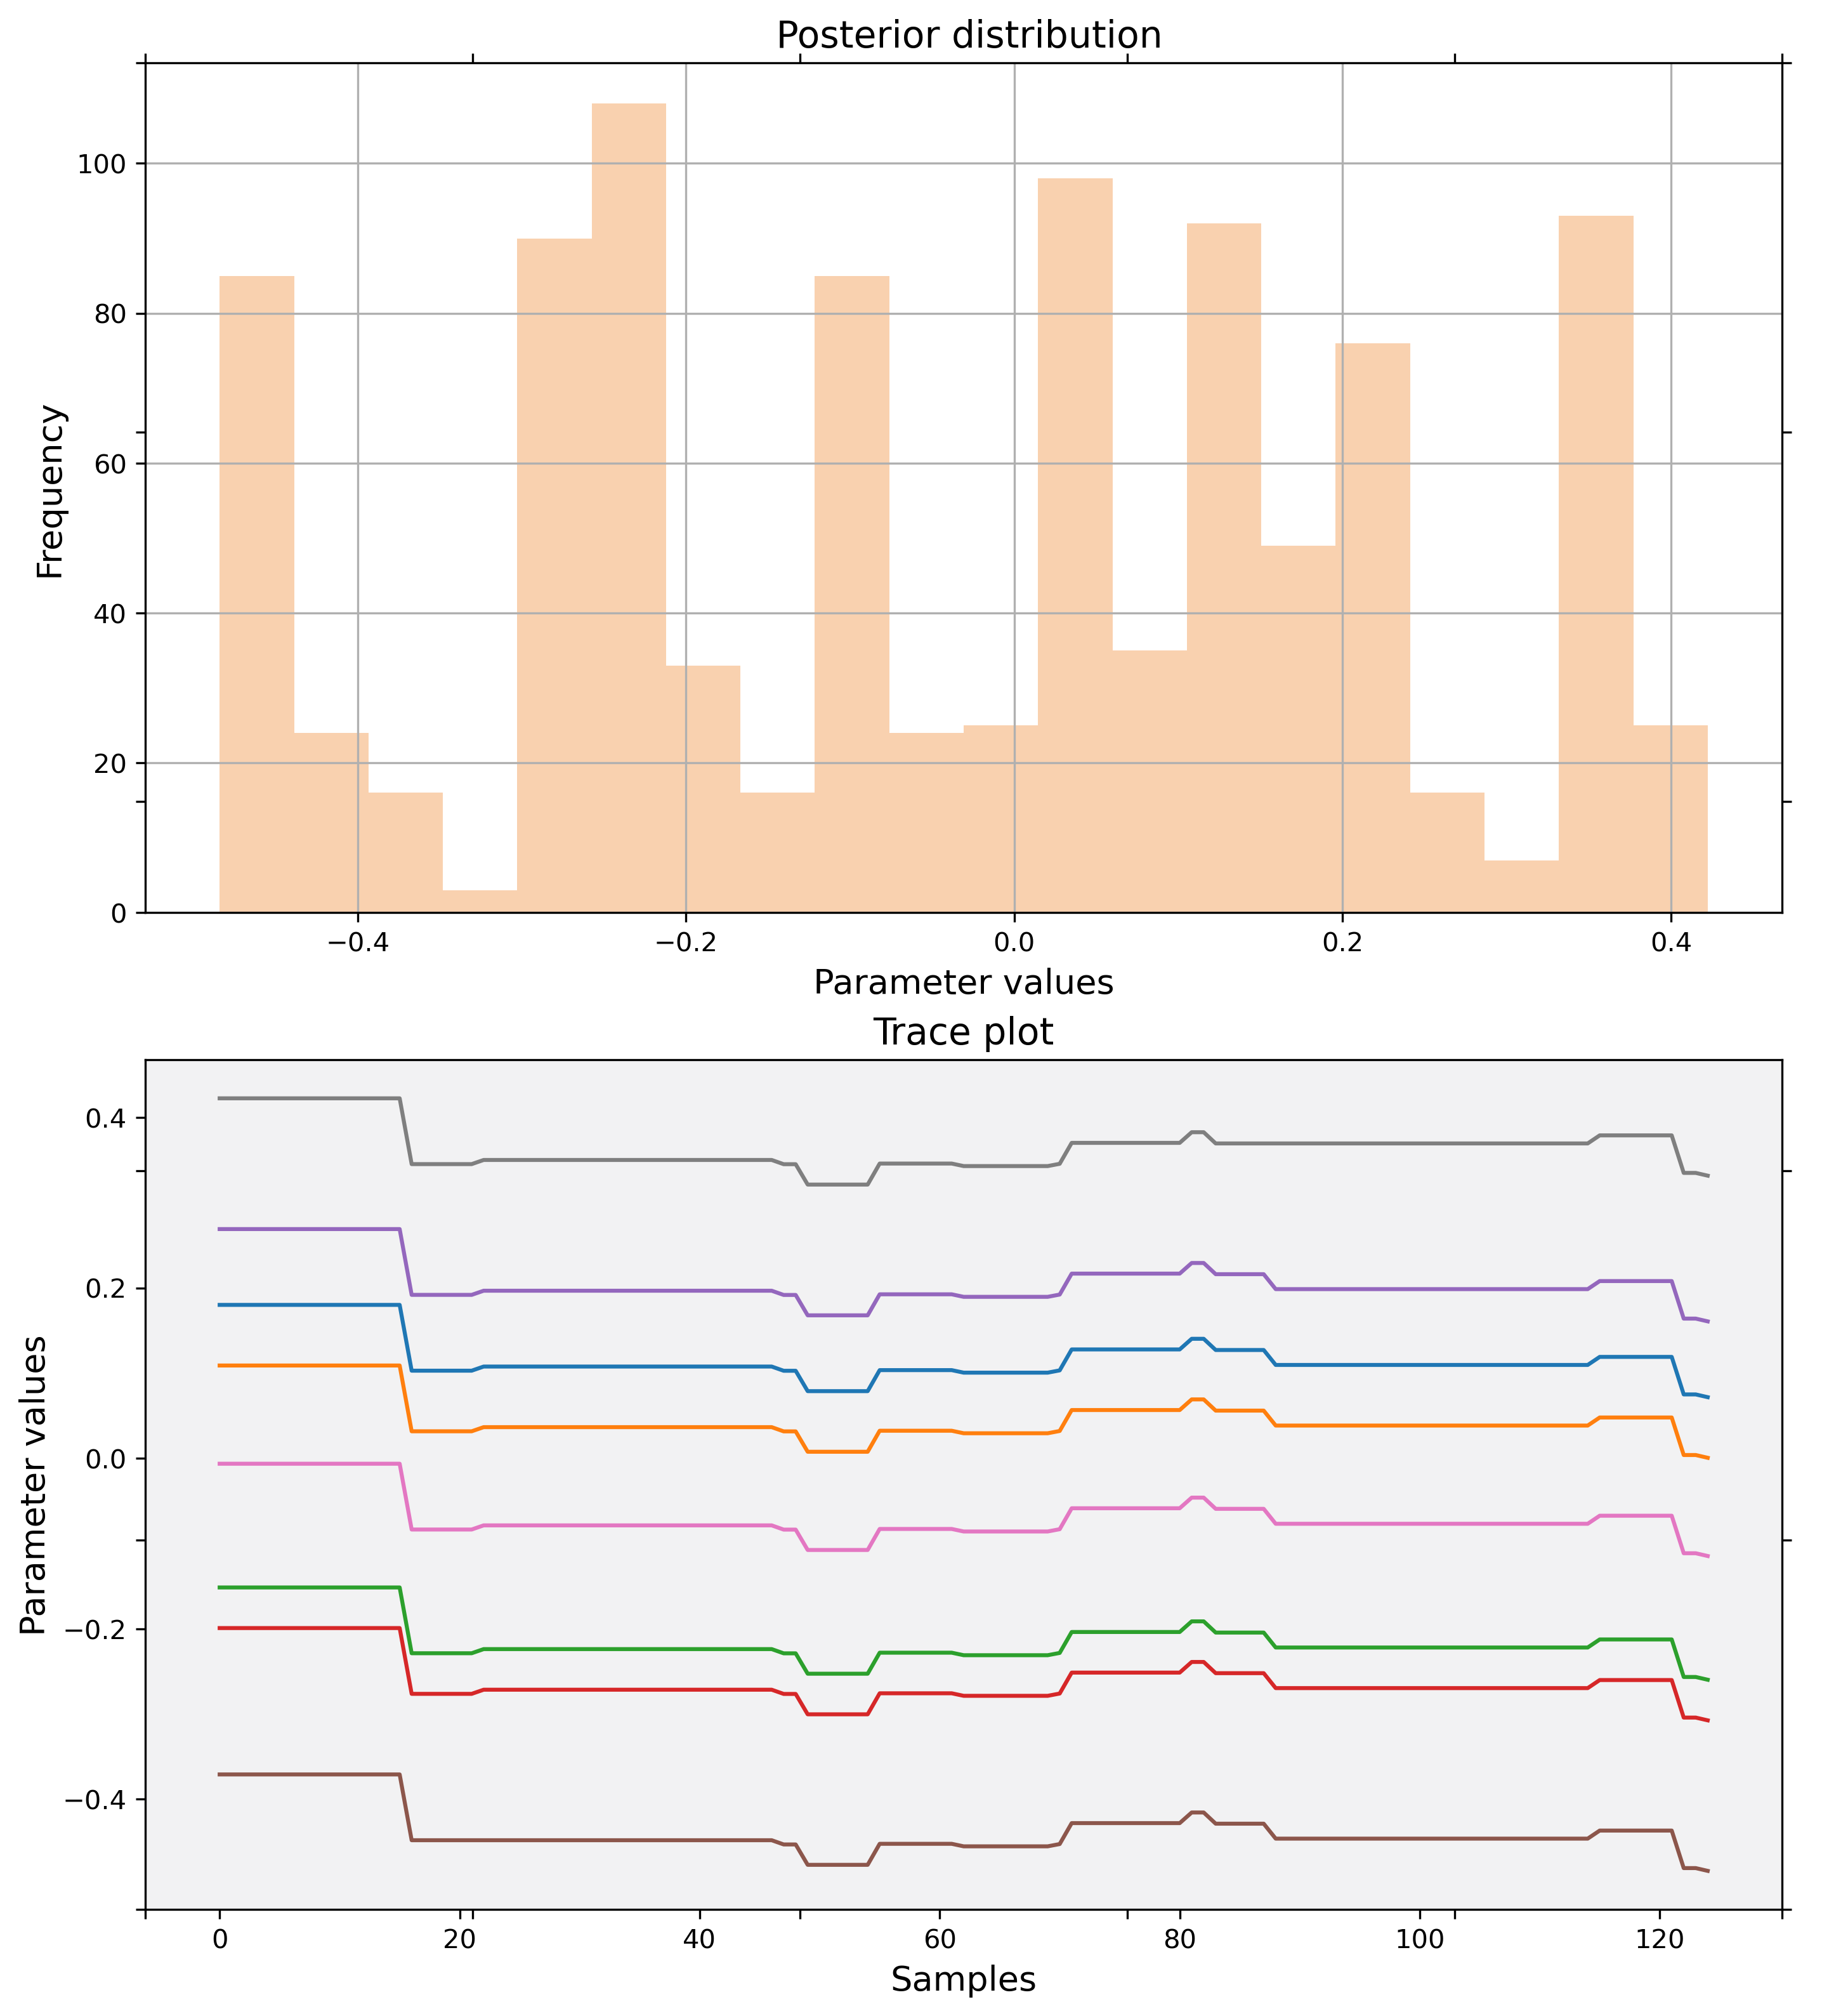 Posterior distribution
100
80
60
40
20
0
Frequency
−0.4 −0.2 0.0 0.2 0.4
Parameter values
Trace plot
0.4
0.2
0.0
−0.2
−0.4
Parameter values
0 20 40 60 80 100 120
Samples